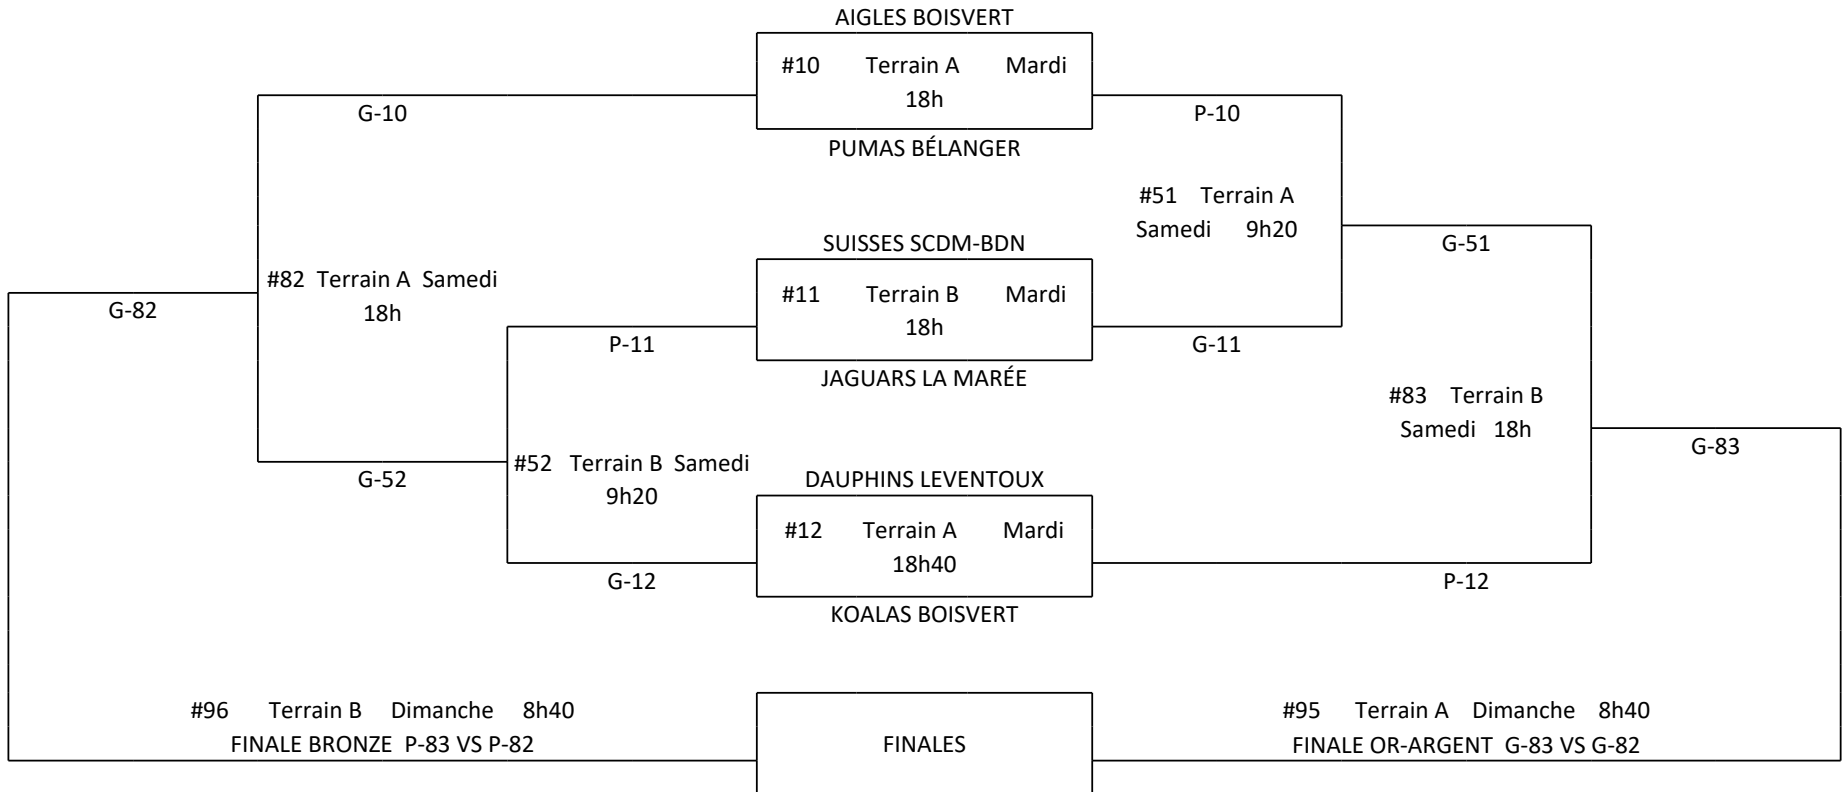 AIGLES BOISVERT
#10 Terrain A Mardi
18h
G-10
P-10
PUMAS BÉLANGER
#51 Terrain A
Samedi 9h20
SUISSES SCDM-BDN
G-51
#82 Terrain A Samedi
18h
#11 Terrain B Mardi
18h
G-82
P-11
G-11
JAGUARS LA MARÉE
#83 Terrain B
Samedi 18h
G-83
#52 Terrain B Samedi
9h20
G-52
DAUPHINS LEVENTOUX
#12 Terrain A Mardi
18h40
G-12
P-12
KOALAS BOISVERT
#96 Terrain B Dimanche 8h40
FINALE BRONZE P-83 VS P-82
FINALES
#95 Terrain A Dimanche 8h40
FINALE OR-ARGENT G-83 VS G-82